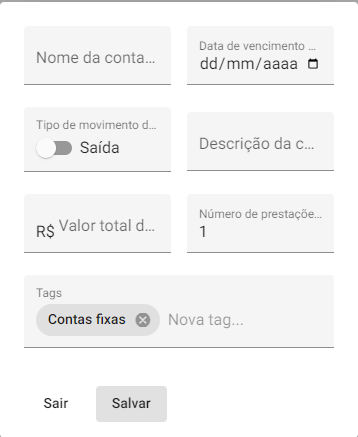 Nome da conta...
Data de vencimento ...
dd/mm/aaaa
Tipo de movimento d...
Saída
Descrição da c...
R$ Valor total d...
Número de prestaçõe...
1
Tags
Contas fixas
Nova tag...
Sair
Salvar